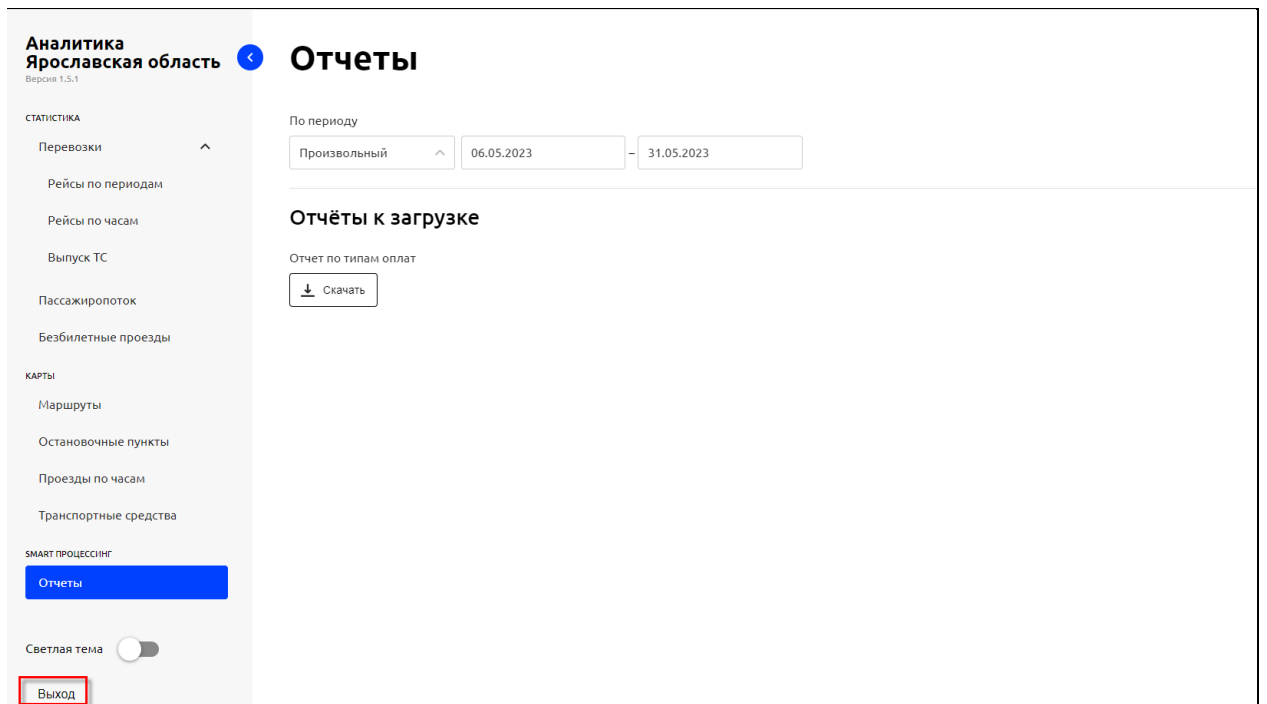 Аналитика
Ярославская область
Версия 1.5.1
СТАТИСТИКА
Перевозки
Рейсы по периодам
Рейсы по часам
Выпуск ТС
Пассажиропоток
Безбилетные проезды
КАРТЫ
Маршруты
Остановочные пункты
Проезды по часам
Транспортные средства
SMART ПРОЦЕССИНГ
Отчеты
Светлая тема
Выход
Отчеты
По периоду
Произвольный 06.05.2023 – 31.05.2023
Отчёты к загрузке
Отчет по типам оплат
Скачать